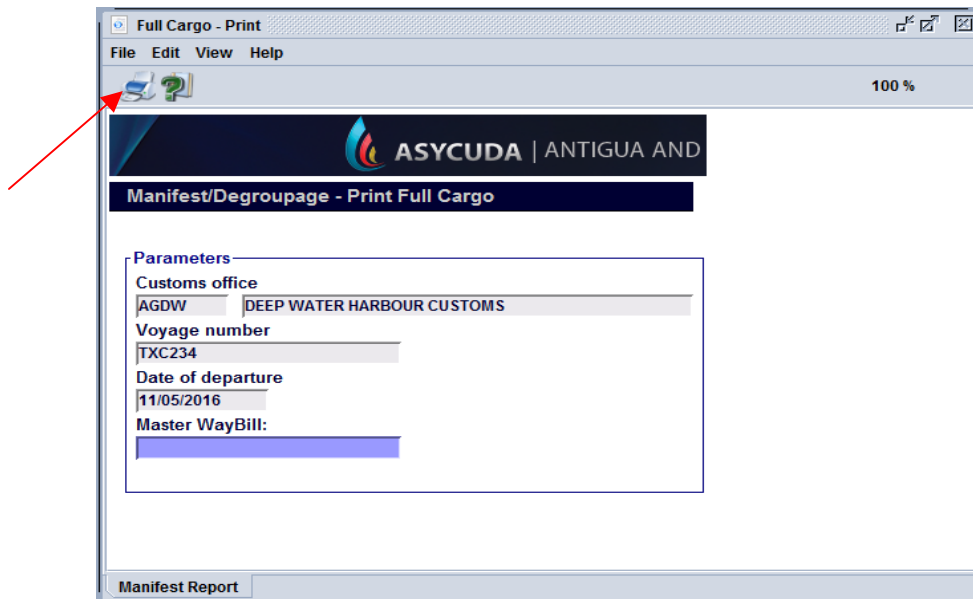 Full Cargo - Print
File Edit View Help
100 %
ASYCUDA | ANTIGUA AND
Manifest/Degroupage - Print Full Cargo
Parameters
Customs office
AGDW DEEP WATER HARBOUR CUSTOMS
Voyage number
TXC234
Date of departure
11/05/2016
Master WayBill:
Manifest Report